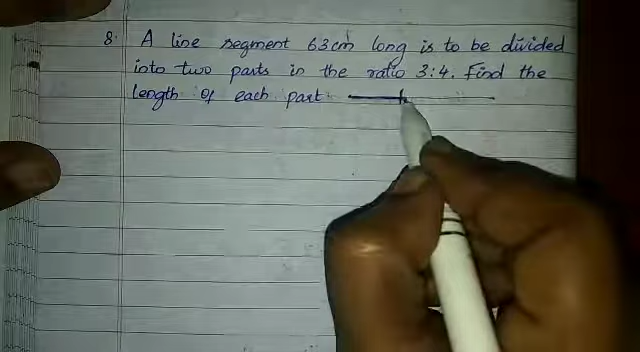 8. A line segment 63cm long is to be divided
into two parts in the ratio 3:4. Find the
length of each part.